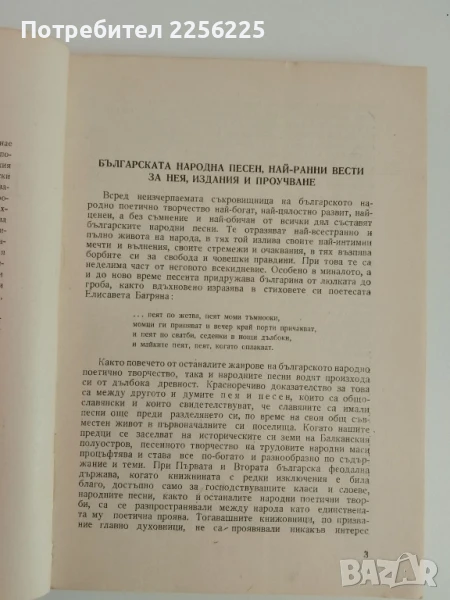 Потребител 2256225
БЪЛГАРСКАТА НАРОДНА ПЕСЕН, НАЙ-РАННИ ВЕСТИ
ЗА НЕЯ, ИЗДАНИЯ И ПРОУЧВАНЕ
Всред неизчерпаемата съкровищница на българското на-
родно поетично творчество най-богат, най-цялостно развит, най-
ценен, а без съмнение и най-обичан от всички дял съставят
българските народни песни. Те отразяват най-всестранно и
пълно живота на народа, в тях той излива своите най-интимни
мечти и вълнения, своите стремежи и очаквания, в тях възпява
борбите си за свобода и човешки правдини. При това те са
неделима част от неговото всекидневие. Особено в миналото, а
и до ново време песента придружава българина от люлката до
гроба, както вдъхновено изразява в стиховете си поетесата
Елисавета Багряна:
... пеят по жетва, пеят моми тъмнооки,
момци ги припяват и вечер край порти причакват,
и пеят по сватби, седенки в нощи дълбоки,
и майките пеят, пеят, когато оплакват.
Както повечето от останалите жанрове на българското народно
поетично творчество, така и народните песни водят произхода
си от дълбока древност. Красноречиво доказателство за това
са между другото и думите пея и песен, които са общо-
славянски и които свидетелствуват, че славяните са имали
песни още преди разделянето си, по време на своя общ съв-
местен живот в първоначалните си поселища. Когато нашите
предци се заселват на историческите си земи на Балканския
полуостров, песенното творчество на трудовите народни маси
процъфтява и става все по-богато и разнообразно по съдър-
жание и теми. При Първата и Втората българска феодална
държава, когато книжнината с редки изключения е била
благо, достъпно само за господствуващите класи и слоеве,
народните песни, както и останалите народни поетични твор-
би, са се разпространявали между народа като единствена-
та му поетична проява. Тогавашните книжовници, по призва-
ние главно духовници, не са проявявали никакъв интерес
3
BAZAR